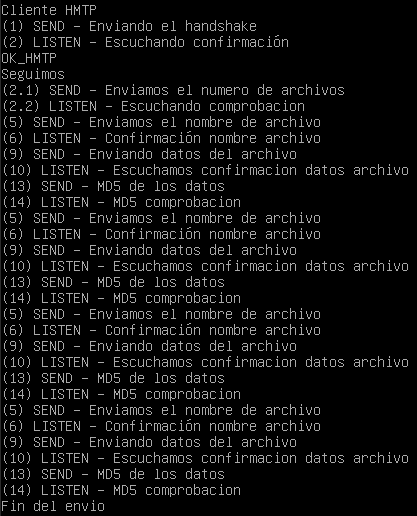 Cliente HMTP
(1) SEND - Enviando el handshake
(2) LISTEN - Escuchando confirmación
OK_HMTP
Seguimos
(2.1) SEND - Enviamos el numero de archivos
(2.2) LISTEN - Escuchando comprobacion
(5) SEND - Enviamos el nombre de archivo
(6) LISTEN - Confirmación nombre archivo
(9) SEND - Enviando datos del archivo
(10) LISTEN - Escuchamos confirmacion datos archivo
(13) SEND - MD5 de los datos
(14) LISTEN - MD5 comprobacion
(5) SEND - Enviamos el nombre de archivo
(6) LISTEN - Confirmación nombre archivo
(9) SEND - Enviando datos del archivo
(10) LISTEN - Escuchamos confirmacion datos archivo
(13) SEND - MD5 de los datos
(14) LISTEN - MD5 comprobacion
(5) SEND - Enviamos el nombre de archivo
(6) LISTEN - Confirmación nombre archivo
(9) SEND - Enviando datos del archivo
(10) LISTEN - Escuchamos confirmacion datos archivo
(13) SEND - MD5 de los datos
(14) LISTEN - MD5 comprobacion
(5) SEND - Enviamos el nombre de archivo
(6) LISTEN - Confirmación nombre archivo
(9) SEND - Enviando datos del archivo
(10) LISTEN - Escuchamos confirmacion datos archivo
(13) SEND - MD5 de los datos
(14) LISTEN - MD5 comprobacion
Fin del envio